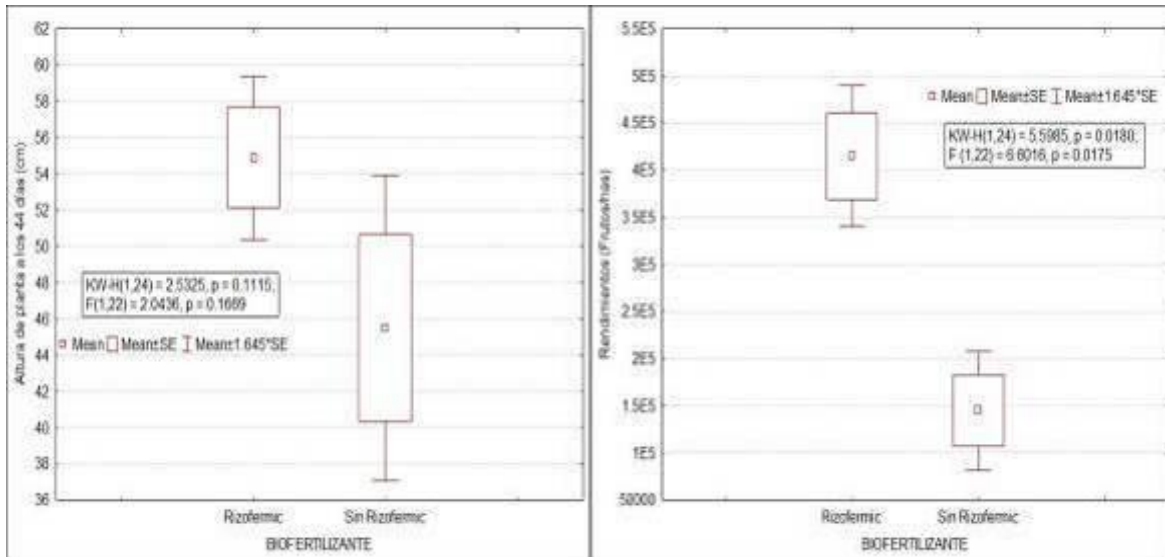 62
60
58
56
54
52
50
48
46
44
42
40
38
36
Altura de planta a los 44 días (cm)
KW-H(1,24) = 2.5325, p = 0.1115,
F(1,22) = 2.0436, p = 0.1669
Mean Mean±SE Mean±1.645*SE
Rizofermic Sin Rizofermic
BIOFERTILIZANTE
5.5E5
5E5
4.5E5
4E5
3.5E5
3E5
2.5E5
2E5
1.5E5
1E5
50000
Rendimientos (Frutos/has)
Mean Mean±SE Mean±1.645*SE
KW-H(1,24) = 5.5985, p = 0.0180,
F (1,22) = 6.6016, p = 0.0175
Rizofermic Sin Rizofermic
BIOFERTILIZANTE